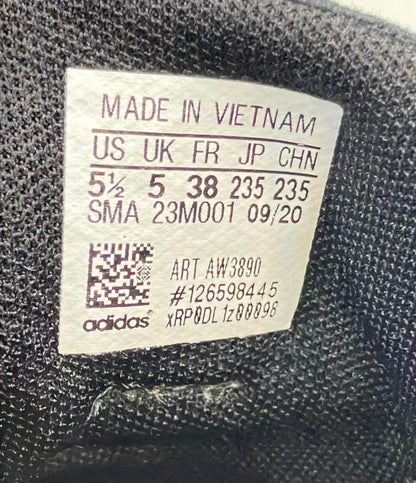 MADE IN VIETNAM
US UK FR JP CHN
5½ 5 38 235 235
SMA 23M001 09/20
ART AW3890
#126598445
adidas® xRP0DL1z00098